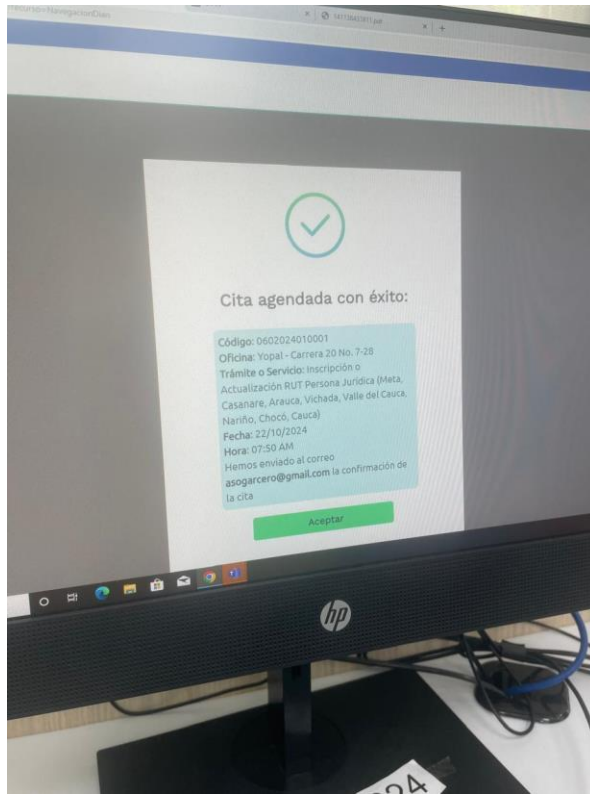 recurso=NavegacionDian
Cita agendada con éxito:
Código: 0602024010001
Oficina: Yopal - Carrera 20 No. 7-28
Trámite o Servicio: Inscripción o
Actualización RUT Persona Jurídica (Meta,
Casanare, Arauca, Vichada, Valle del Cauca,
Nariño, Chocó, Cauca)
Fecha: 22/10/2024
Hora: 07:50 AM
Hemos enviado al correo
asogarcero@gmail.com la confirmación de
la cita
Aceptar
hp